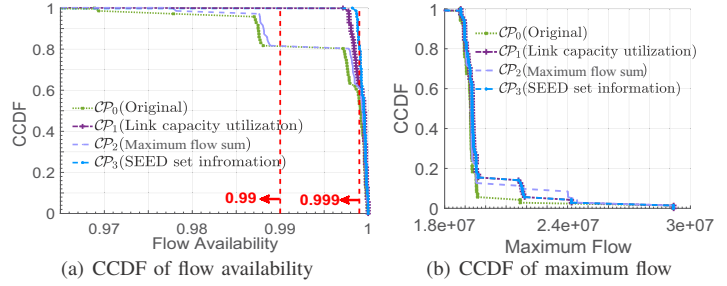 1
0.8
0.6
0.4
0.2
0
CCDF
𝒞𝒫₀(Original)
𝒞𝒫₁(Link capacity utilization)
𝒞𝒫₂(Maximum flow sum)
𝒞𝒫₃(SEED set infromation)
0.99
0.999
0.97 0.98 0.99 1
Flow Availability
(a) CCDF of flow availability
1
0.8
0.6
0.4
0.2
0
CCDF
𝒞𝒫₀(Original)
𝒞𝒫₁(Link capacity utilization)
𝒞𝒫₂(Maximum flow sum)
𝒞𝒫₃(SEED set information)
1.8e+07 2.4e+07 3e+07
Maximum Flow
(b) CCDF of maximum flow